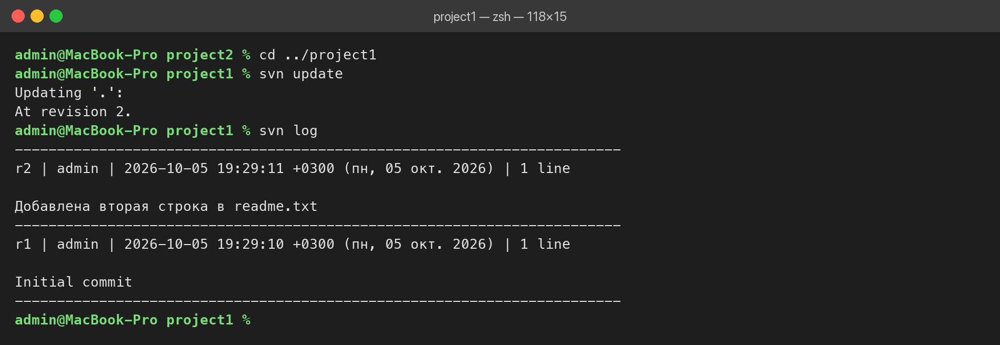 project1 — zsh — 118×15
admin@MacBook-Pro project2 % cd ../project1
admin@MacBook-Pro project1 % svn update
Updating '.':
At revision 2.
admin@MacBook-Pro project1 % svn log
------------------------------------------------------------------------
r2 | admin | 2026-10-05 19:29:11 +0300 (пн, 05 окт. 2026) | 1 line
Добавлена вторая строка в readme.txt
------------------------------------------------------------------------
r1 | admin | 2026-10-05 19:29:10 +0300 (пн, 05 окт. 2026) | 1 line
Initial commit
------------------------------------------------------------------------
admin@MacBook-Pro project1 %